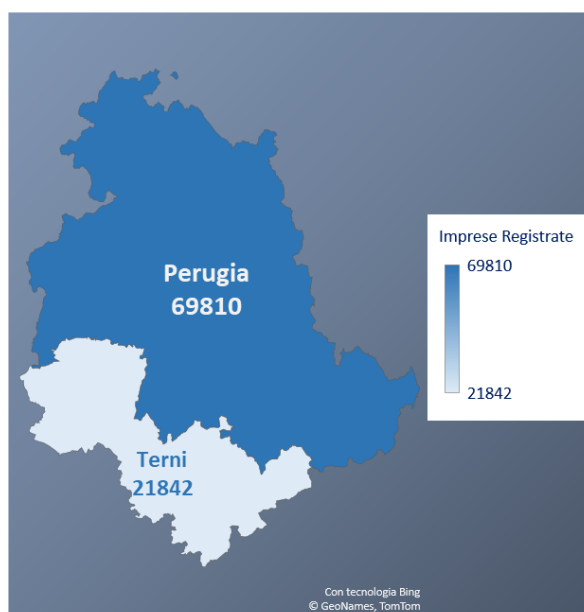 Imprese Registrate
69810
21842
Perugia
69810
Terni
21842
Con tecnologia Bing
© GeoNames, TomTom